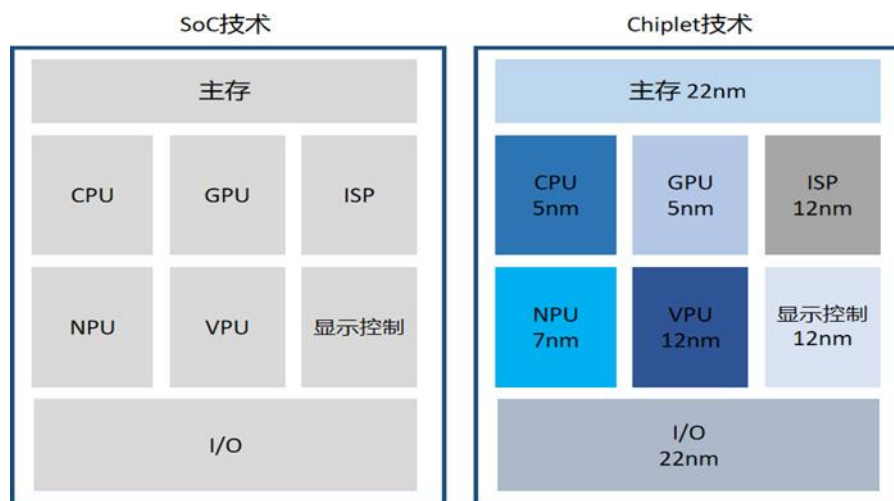 SoC技术
主存
CPU
GPU
ISP
NPU
VPU
显示控制
I/O
Chiplet技术
主存 22nm
CPU
5nm
GPU
5nm
ISP
12nm
NPU
7nm
VPU
12nm
显示控制
12nm
I/O
22nm